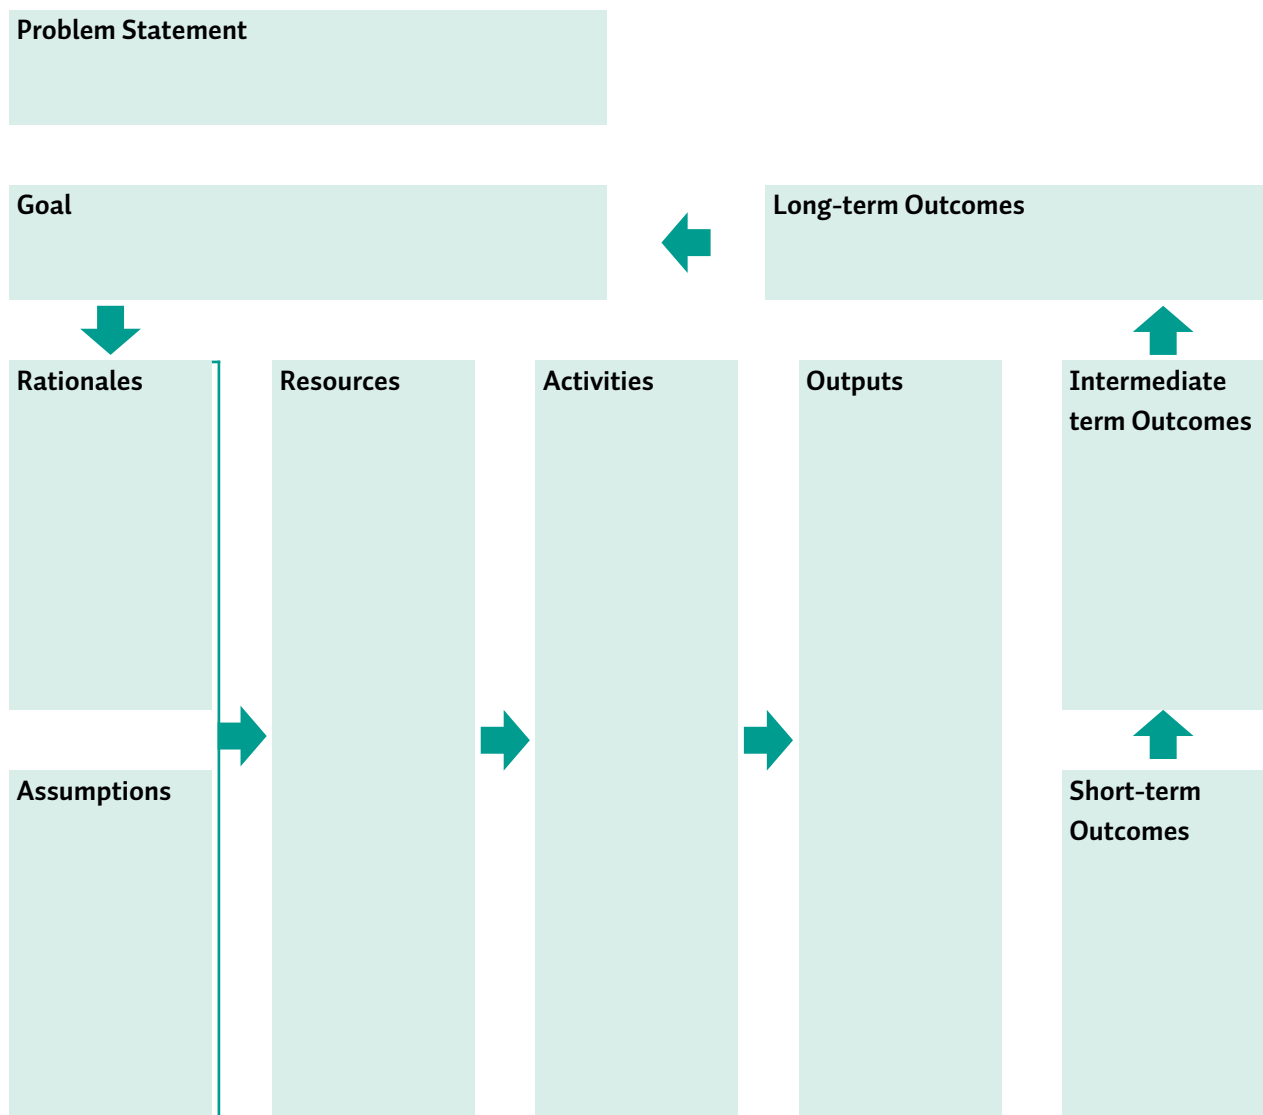 Problem Statement
Goal
Long-term Outcomes
Rationales
Resources
Activities
Outputs
Intermediate
term Outcomes
Assumptions
Short-term
Outcomes